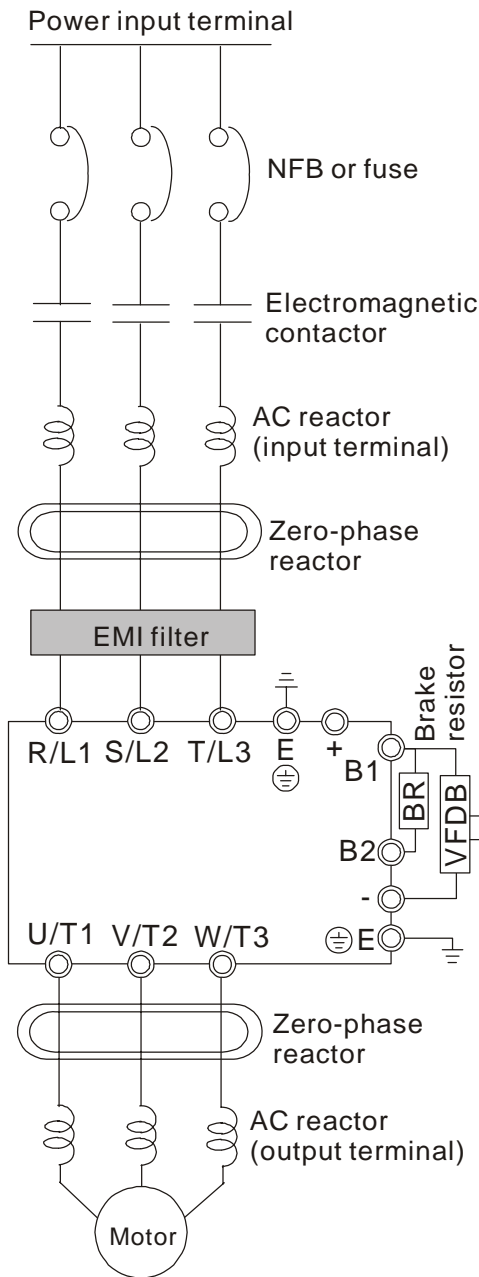 Power input terminal
NFB or fuse
Electromagnetic
contactor
AC reactor
(input terminal)
Zero-phase
reactor
EMI filter
Brake
resistor
R/L1 S/L2 T/L3 E +
B1
BR
VFDB
B2
-
U/T1 V/T2 W/T3
E
Zero-phase
reactor
AC reactor
(output terminal)
Motor